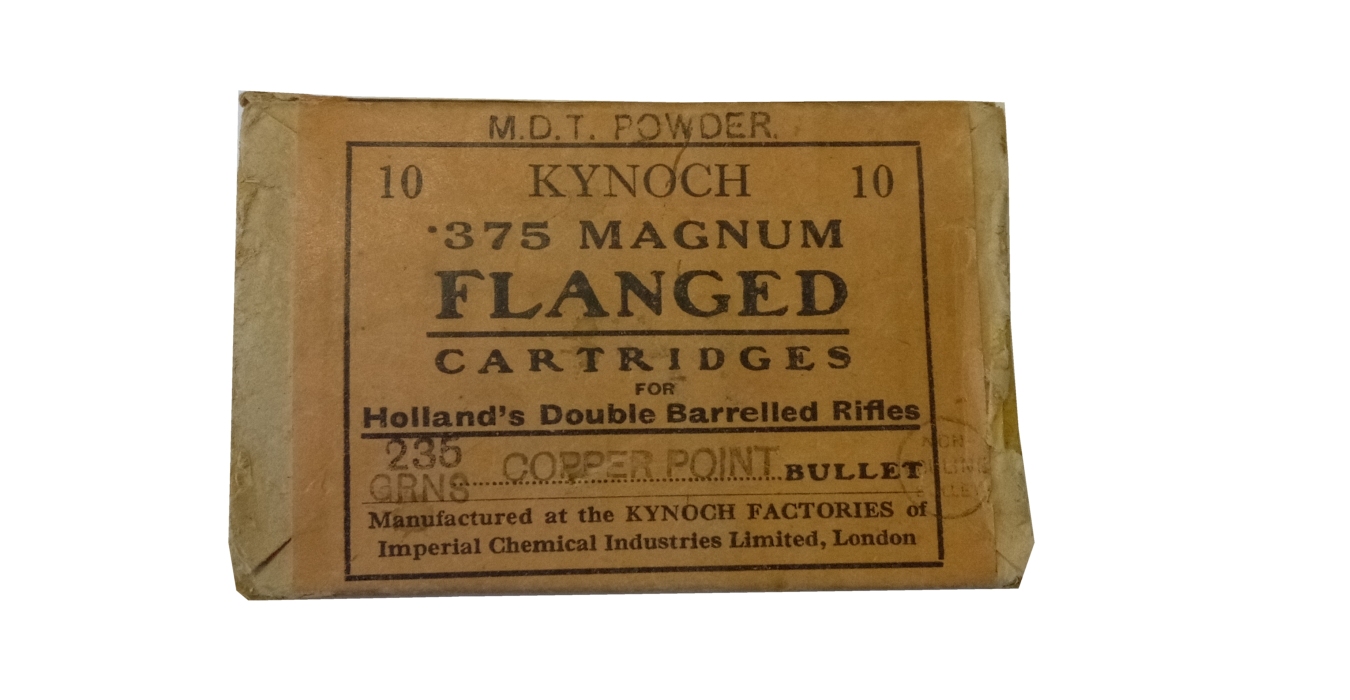 M.D.T. POWDER.
10 KYNOCH 10
·375 MAGNUM
FLANGED
CARTRIDGES
FOR
Holland's Double Barrelled Rifles
235
GRNS COPPER POINT BULLET
Manufactured at the KYNOCH FACTORIES of
Imperial Chemical Industries Limited, London
NON-